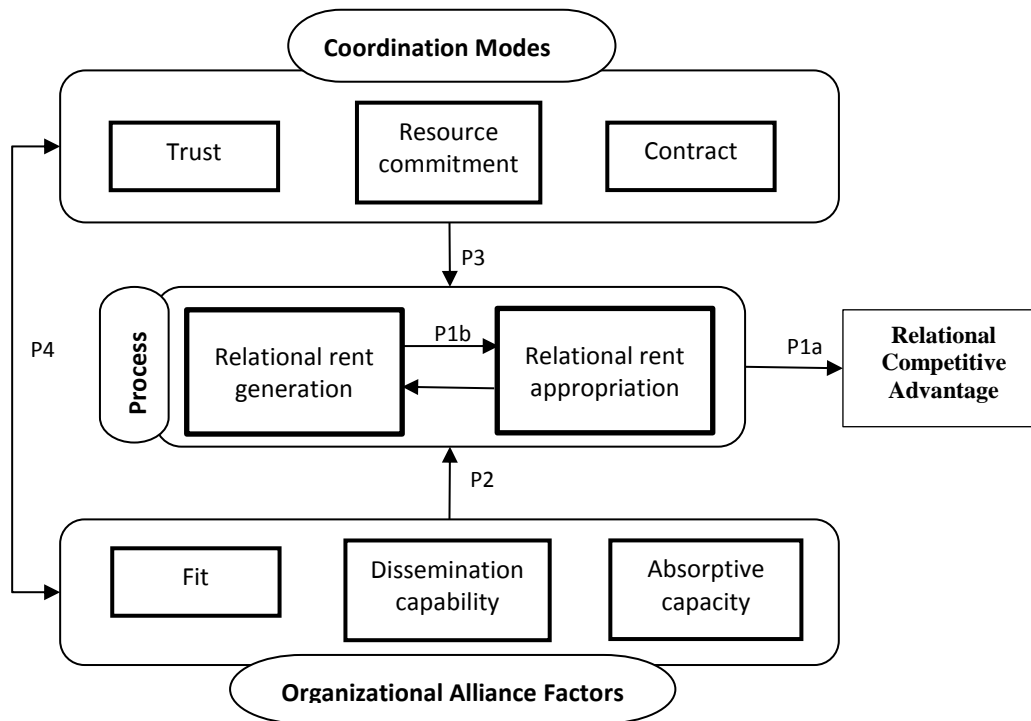 Coordination Modes
Trust
Resource
commitment
Contract
P3
P4
Process
Relational rent
generation
P1b
Relational rent
appropriation
P1a
Relational
Competitive
Advantage
P2
Fit
Dissemination
capability
Absorptive
capacity
Organizational Alliance Factors